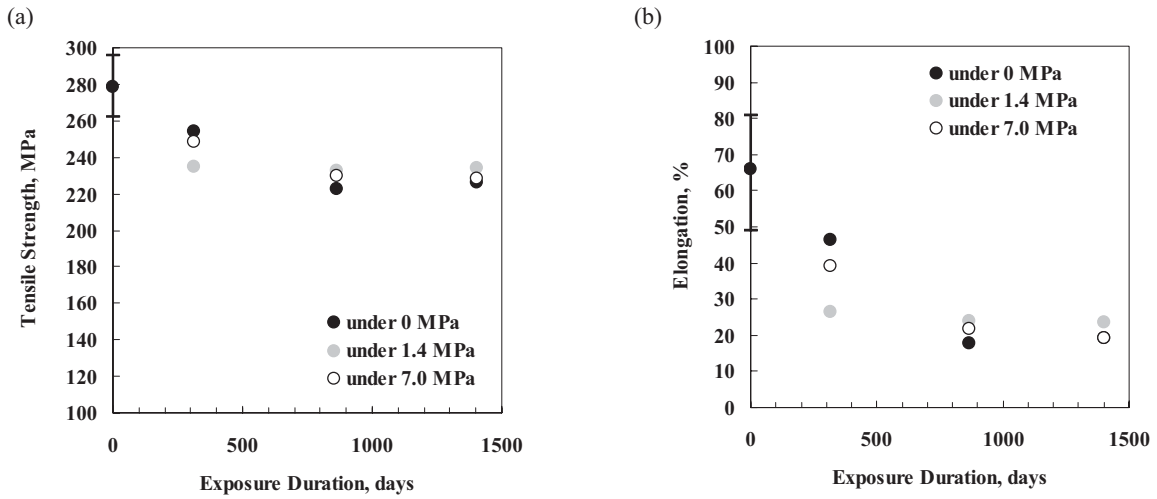 (a)
300
280
260
240
220
200
180
160
140
120
100
Tensile Strength, MPa
under 0 MPa
under 1.4 MPa
under 7.0 MPa
0
500
1000
1500
Exposure Duration, days
(b)
100
90
80
70
60
50
40
30
20
10
0
Elongation, %
under 0 MPa
under 1.4 MPa
under 7.0 MPa
0
500
1000
1500
Exposure Duration, days